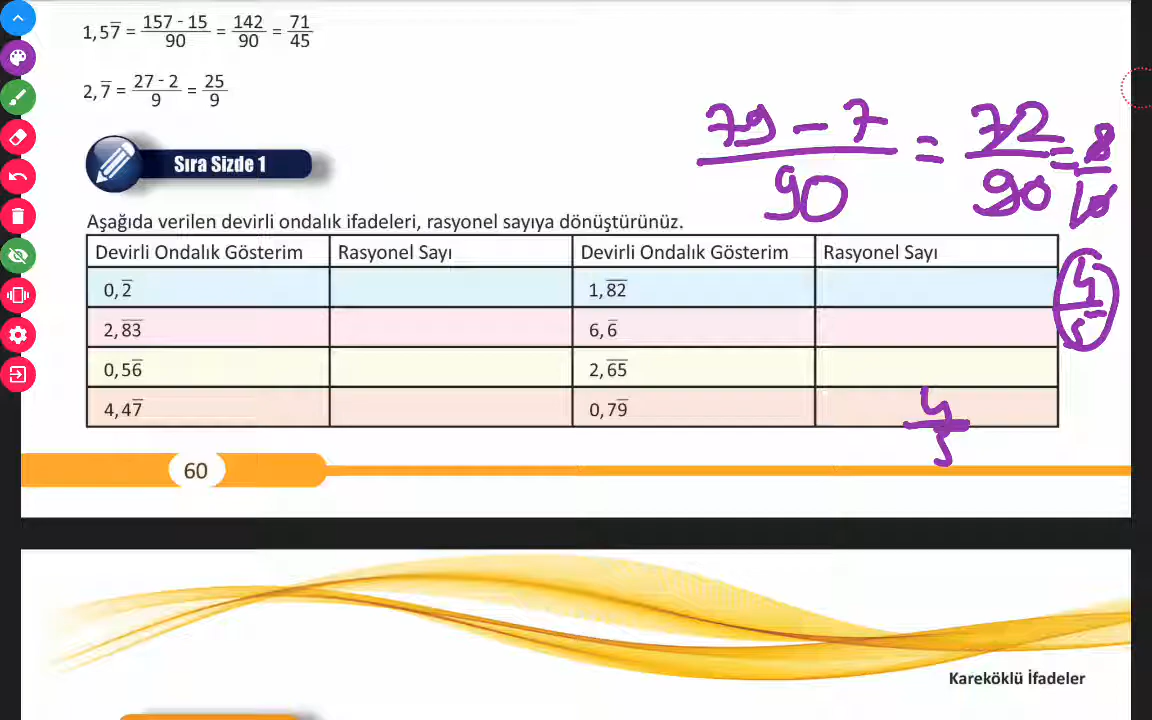 1,57̅ = 157 - 15 / 90 = 142 / 90 = 71 / 45
2,7̅ = 27 - 2 / 9 = 25 / 9
79 - 7 / 90 = 72 / 90 = 8 / 10
4 / 5
Sıra Sizde 1
Aşağıda verilen devirli ondalık ifadeleri, rasyonel sayıya dönüştürünüz.
Devirli Ondalık Gösterim Rasyonel Sayı Devirli Ondalık Gösterim Rasyonel Sayı
0,2̅ 1,8̅2̅
2,8̅3̅ 6,6̅
0,56̅ 2,6̅5̅
4,47̅ 0,79̅ 4 / 5
60
Kareköklü İfadeler